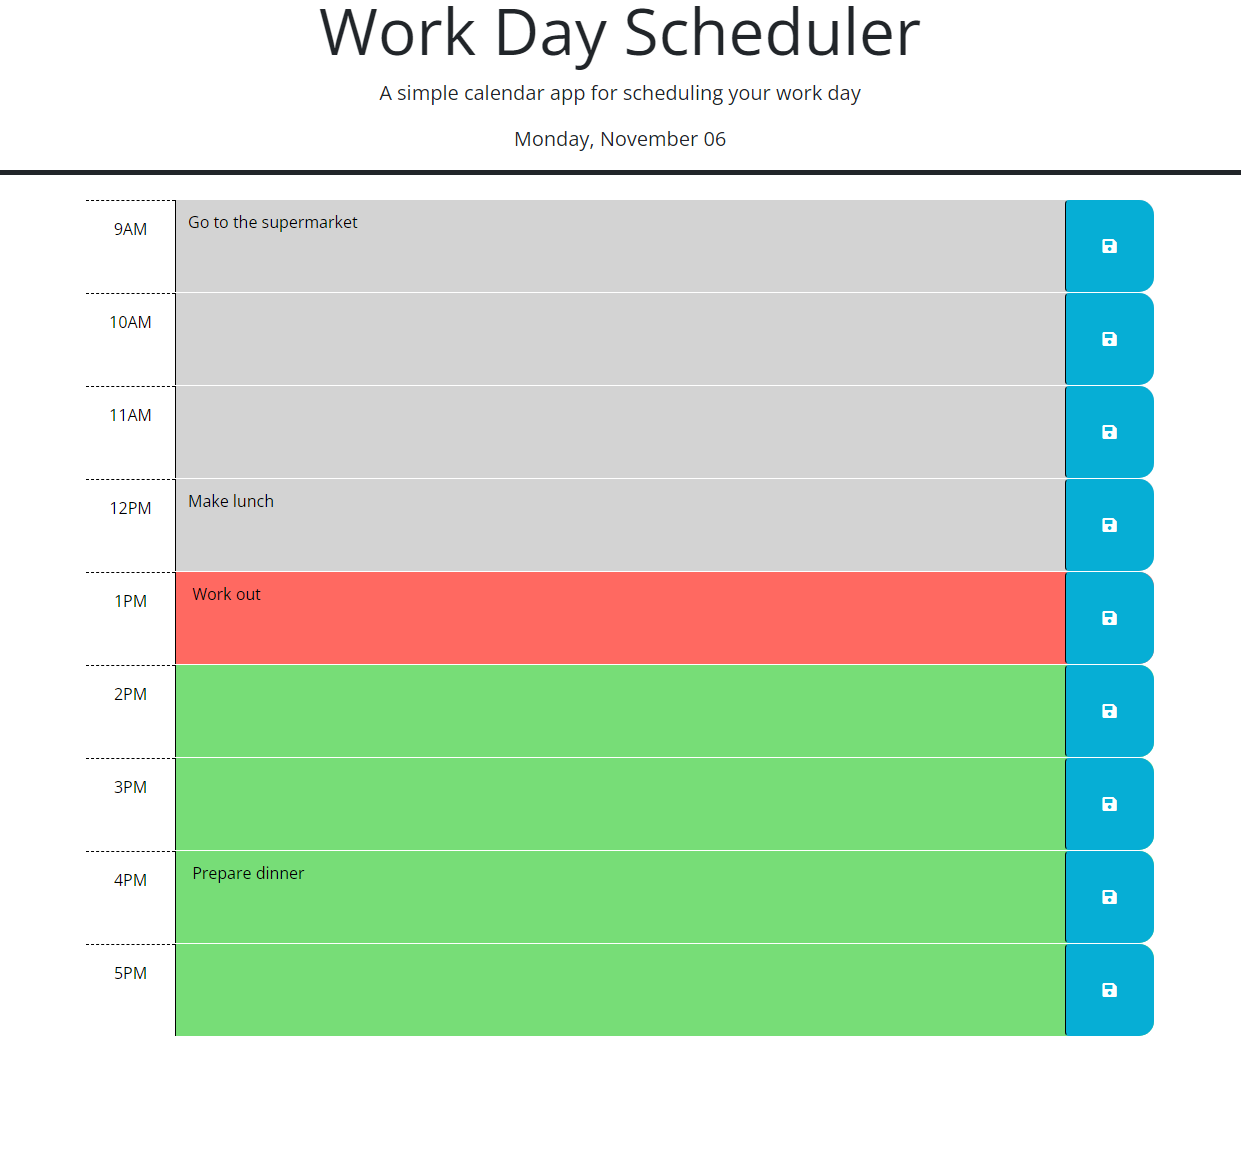 Work Day Scheduler
A simple calendar app for scheduling your work day
Monday, November 06
9AM Go to the supermarket
10AM
11AM
12PM Make lunch
1PM Work out
2PM
3PM
4PM Prepare dinner
5PM